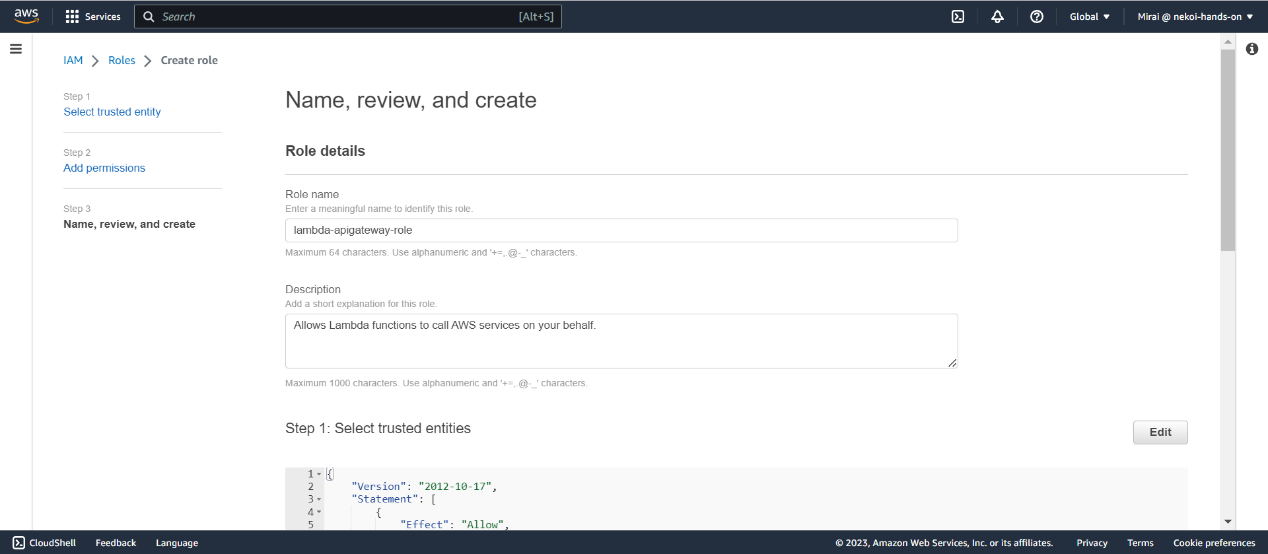 aws
Services
Search
[Alt+S]
Global
Mirai @ nekoi-hands-on
IAM > Roles > Create role
Step 1
Select trusted entity
Step 2
Add permissions
Step 3
Name, review, and create
Name, review, and create
Role details
Role name
Enter a meaningful name to identify this role.
lambda-apigateway-role
Maximum 64 characters. Use alphanumeric and '+=,.@-_' characters.
Description
Add a short explanation for this role.
Allows Lambda functions to call AWS services on your behalf.
Maximum 1000 characters. Use alphanumeric and '+=,.@-_' characters.
Step 1: Select trusted entities
Edit
1 {
2 "Version": "2012-10-17",
3 "Statement": [
4 {
5 "Effect": "Allow",
CloudShell
Feedback
Language
© 2023, Amazon Web Services, Inc. or its affiliates.
Privacy
Terms
Cookie preferences